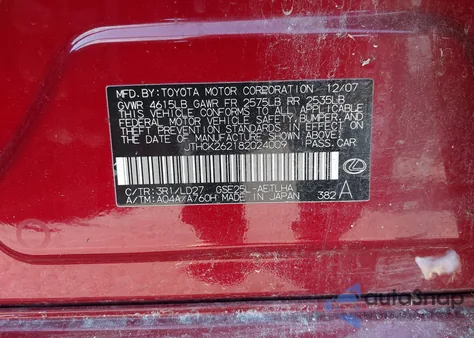 MFD. BY: TOYOTA MOTOR CORPORATION 12/07
GVWR 4615LB GAWR FR 2575LB RR 2535LB
THIS VEHICLE CONFORMS TO ALL APPLICABLE
FEDERAL MOTOR VEHICLE SAFETY, BUMPER, AND
THEFT PREVENTION STANDARDS IN EFFECT ON
THE DATE OF MANUFACTURE SHOWN ABOVE.
JTHCK262182024009 PASS. CAR
C/TR: 3R1/LD27 GSE25L-AETLHA
A/TM: A04A/A760H MADE IN JAPAN 382 A
autoSnap